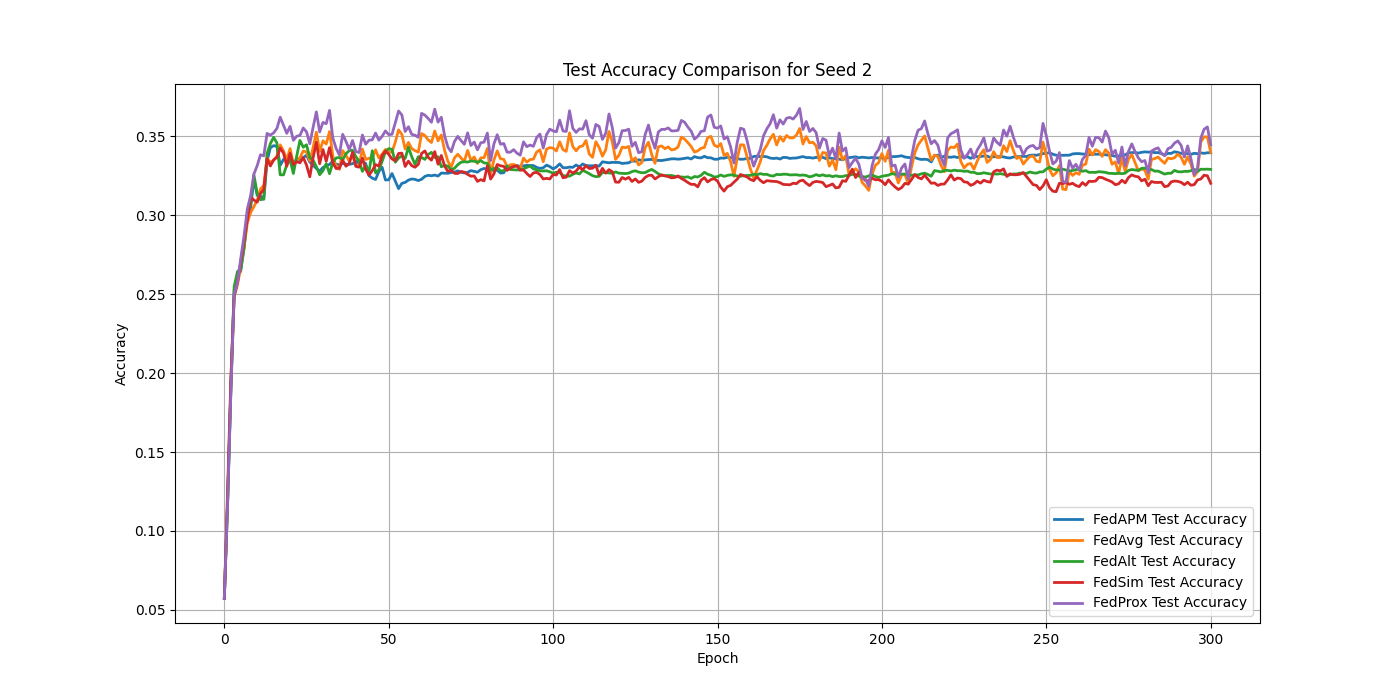 Test Accuracy Comparison for Seed 2
Accuracy
0.35
0.30
0.25
0.20
0.15
0.10
0.05
0 50 100 150 200 250 300
Epoch
FedAPM Test Accuracy
FedAvg Test Accuracy
FedAlt Test Accuracy
FedSim Test Accuracy
FedProx Test Accuracy